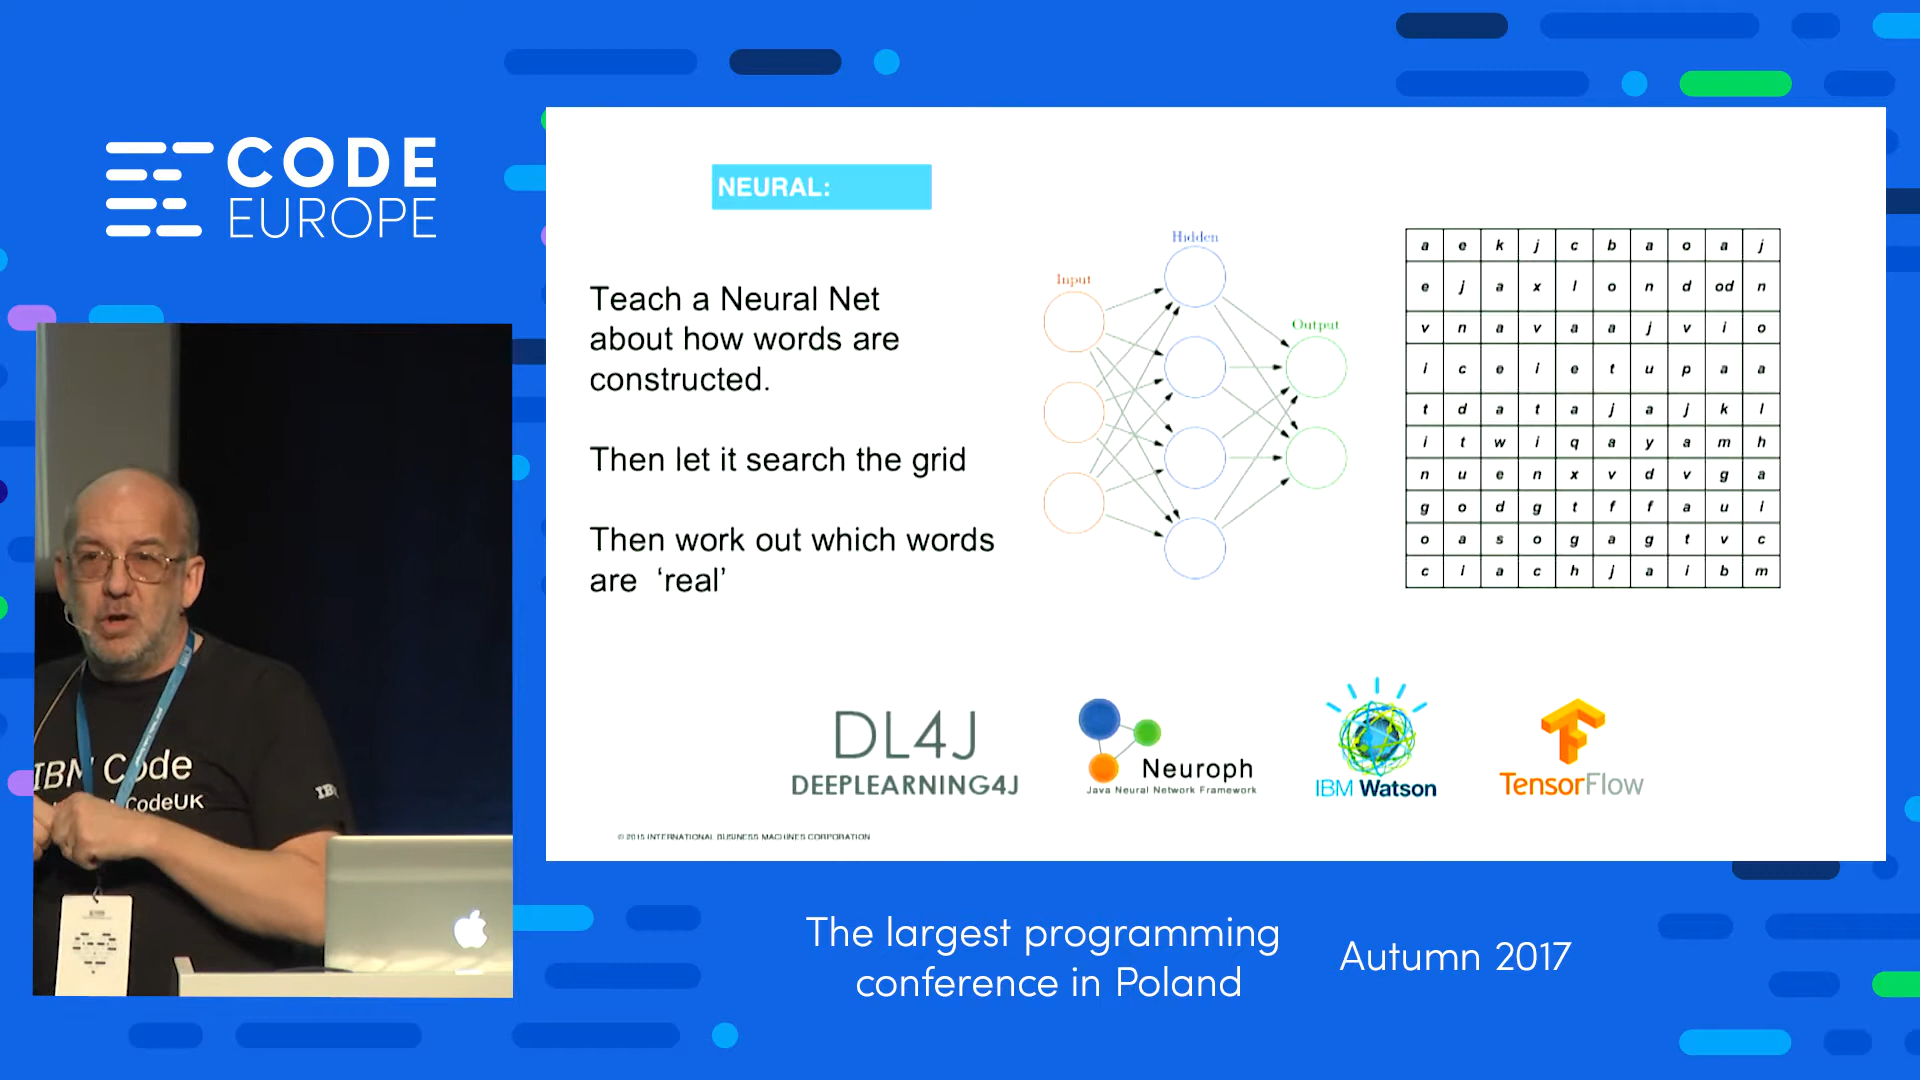 CODE
EUROPE
NEURAL:
Teach a Neural Net
about how words are
constructed.
Then let it search the grid
Then work out which words
are ‘real’
Input
Hidden
Output
a e k j c b a o a j
e j a x l o n d od n
v n a v a a j v i o
i c e i e t u p a a
t d a t a j a j k l
i t w i q a y a m h
n u e n x v d v g a
g o d g t f f a u i
o a s o g a g t v c
c i a c h j a i b m
DL4J
DEEPLEARNING4J
Neuroph
Java Neural Network Framework
IBM Watson
TensorFlow
© 2015 INTERNATIONAL BUSINESS MACHINES CORPORATION
IBM Code
CodeUK
IB
The largest programming
conference in Poland
Autumn 2017